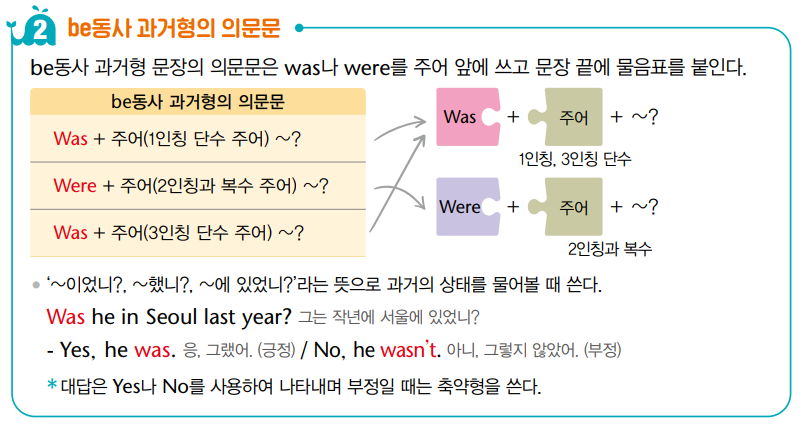 2 be동사 과거형의 의문문
be동사 과거형 문장의 의문문은 was나 were를 주어 앞에 쓰고 문장 끝에 물음표를 붙인다.
be동사 과거형의 의문문
Was + 주어(1인칭 단수 주어) ~?
Were + 주어(2인칭과 복수 주어) ~?
Was + 주어(3인칭 단수 주어) ~?
Was + 주어 + ~?
1인칭, 3인칭 단수
Were + 주어 + ~?
2인칭과 복수
• ‘~이었니?, ~했니?, ~에 있었니?’라는 뜻으로 과거의 상태를 물어볼 때 쓴다.
Was he in Seoul last year? 그는 작년에 서울에 있었니?
- Yes, he was. 응, 그랬어. (긍정) / No, he wasn’t. 아니, 그렇지 않았어. (부정)
* 대답은 Yes나 No를 사용하여 나타내며 부정일 때는 축약형을 쓴다.